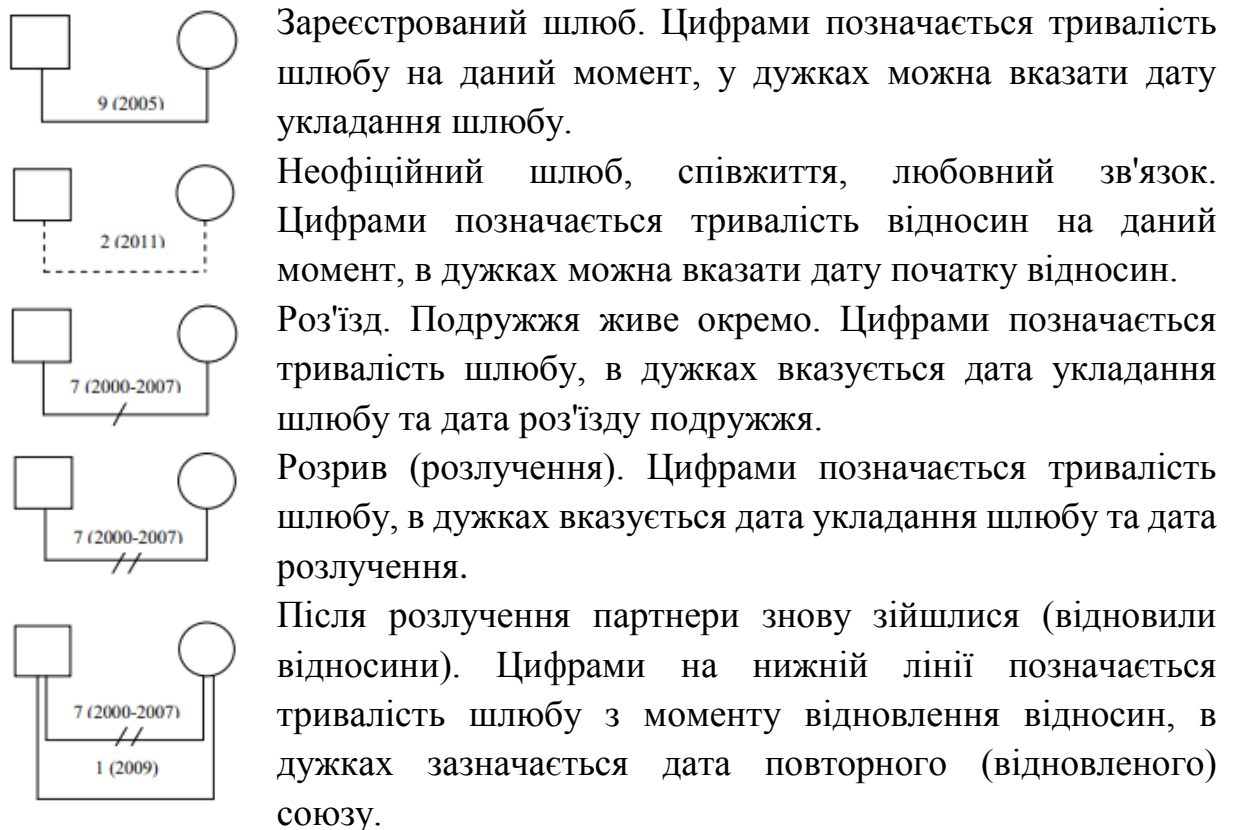 Зареєстрований шлюб. Цифрами позначається тривалість
шлюбу на даний момент, у дужках можна вказати дату
укладання шлюбу.
9 (2005)
Неофіційний шлюб, співжиття, любовний зв'язок.
Цифрами позначається тривалість відносин на даний
момент, в дужках можна вказати дату початку відносин.
2 (2011)
Роз'їзд. Подружжя живе окремо. Цифрами позначається
тривалість шлюбу, в дужках вказується дата укладання
шлюбу та дата роз'їзду подружжя.
7 (2000-2007)
Розрив (розлучення). Цифрами позначається тривалість
шлюбу, в дужках вказується дата укладання шлюбу та дата
розлучення.
7 (2000-2007)
Після розлучення партнери знову зійшлися (відновили
відносини). Цифрами на нижній лінії позначається
тривалість шлюбу з моменту відновлення відносин, в
дужках зазначається дата повторного (відновленого)
союзу.
7 (2000-2007)
1 (2009)